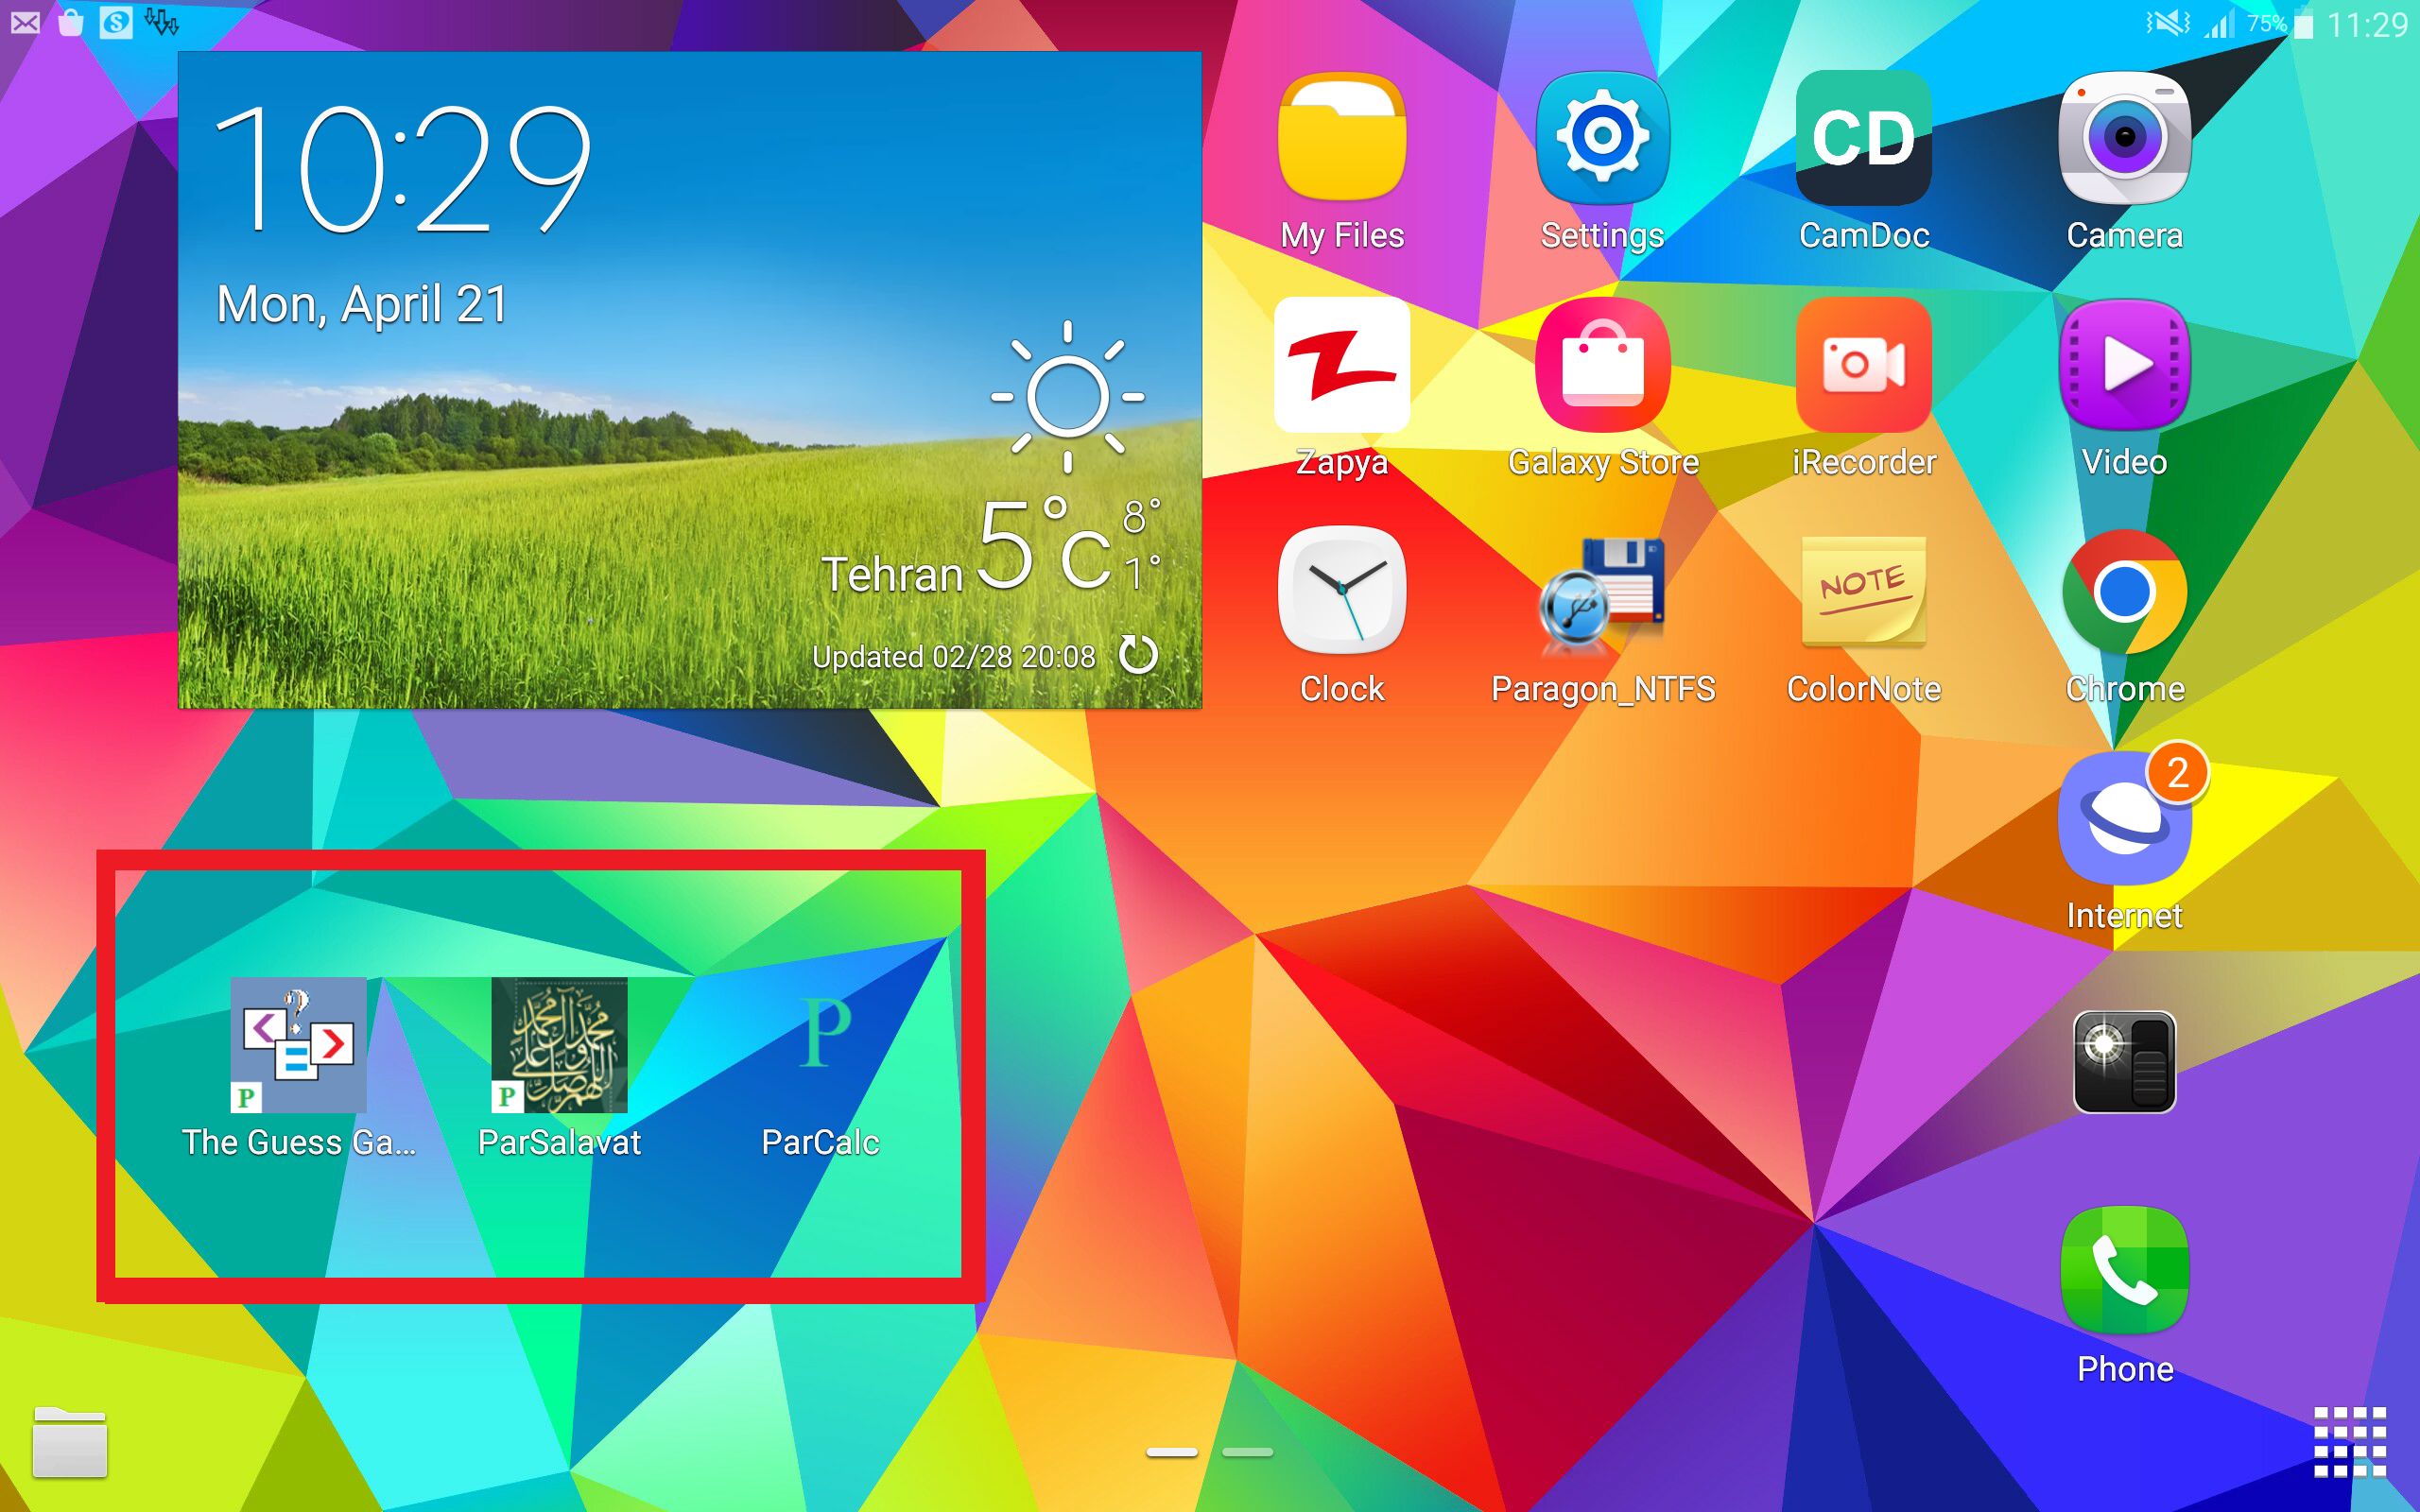 75% 11:29
10:29
Mon, April 21
Tehran 5°c 8° 1°
Updated 02/28 20:08
CD
My Files Settings CamDoc Camera
Zapya Galaxy Store iRecorder Video
NOTE
Clock Paragon_NTFS ColorNote Chrome
2
Internet
?
< = >
P P P
The Guess Ga... ParSalavat ParCalc
Phone